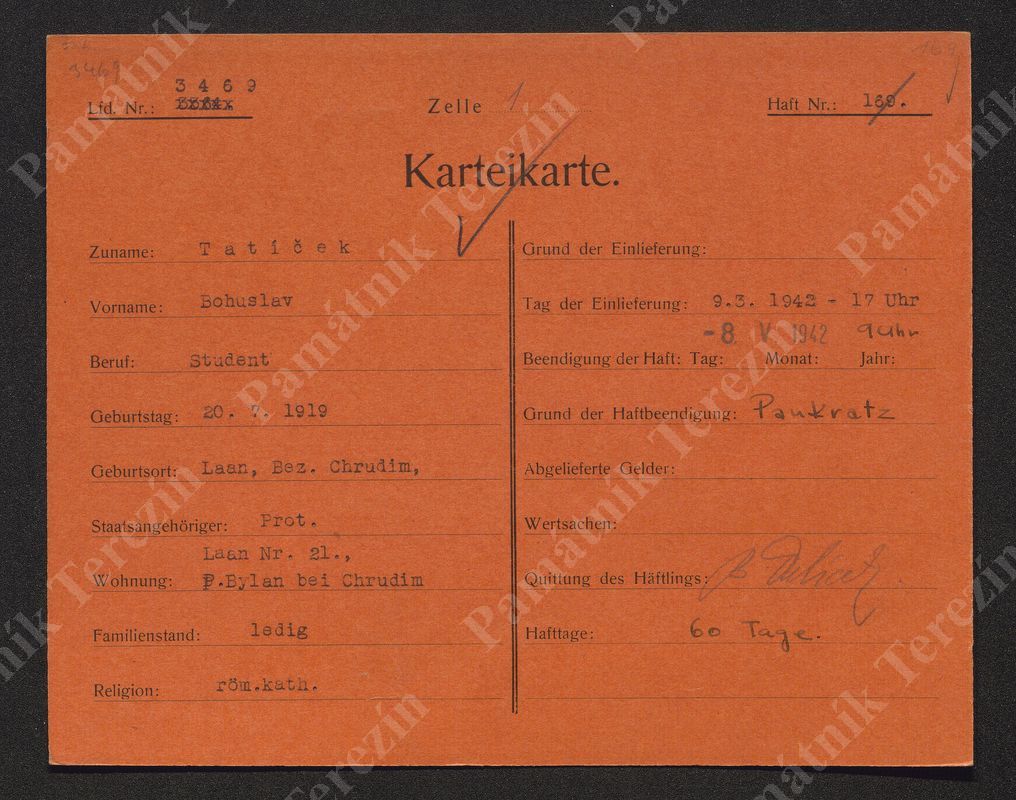 3469
169
3 4 6 9
Lfd. Nr.:
Zelle 1
Haft Nr.: 169.
Karteikarte.
Zuname: Tatíček
Vorname: Bohuslav
Beruf: Student
Geburtstag: 20. 7. 1919
Geburtsort: Laan, Bez. Chrudim,
Staatsangehöriger: Prot.
Laan Nr. 21.,
Wohnung: P.Bylan bei Chrudim
Familienstand: ledig
Religion: röm.kath.
Grund der Einlieferung:
Tag der Einlieferung: 9.3. 1942 - 17 Uhr
-8. V. 1942 9 Uhr
Beendigung der Haft: Tag: Monat: Jahr:
Grund der Haftbeendigung: Pankratz
Abgelieferte Gelder:
Wertsachen:
Quittung des Häftlings:
Hafttage: 60 Tage.
Památník Terezín